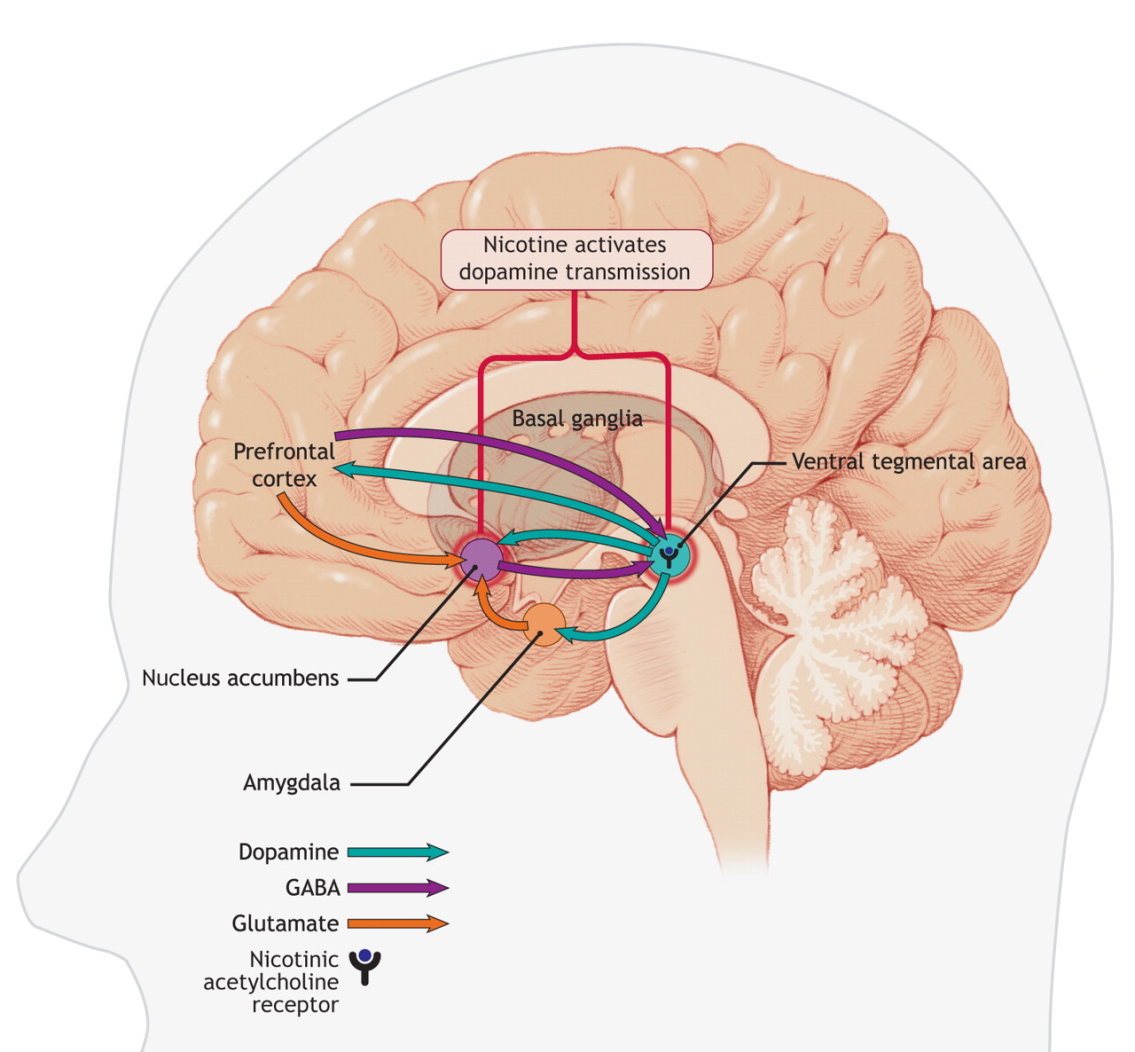 Nicotine activates
dopamine transmission
Basal ganglia
Prefrontal
cortex
Ventral tegmental area
Nucleus accumbens
Amygdala
Dopamine
GABA
Glutamate
Nicotinic
acetylcholine
receptor